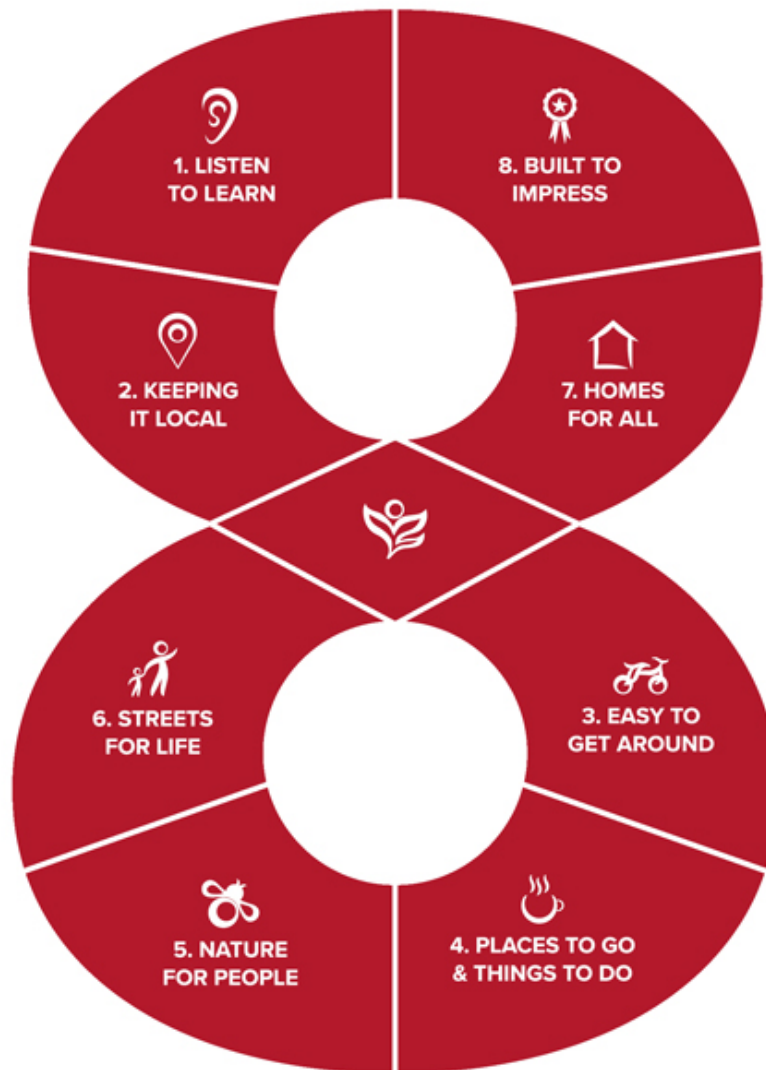 1. LISTEN
TO LEARN
8. BUILT TO
IMPRESS
2. KEEPING
IT LOCAL
7. HOMES
FOR ALL
6. STREETS
FOR LIFE
3. EASY TO
GET AROUND
5. NATURE
FOR PEOPLE
4. PLACES TO GO
& THINGS TO DO